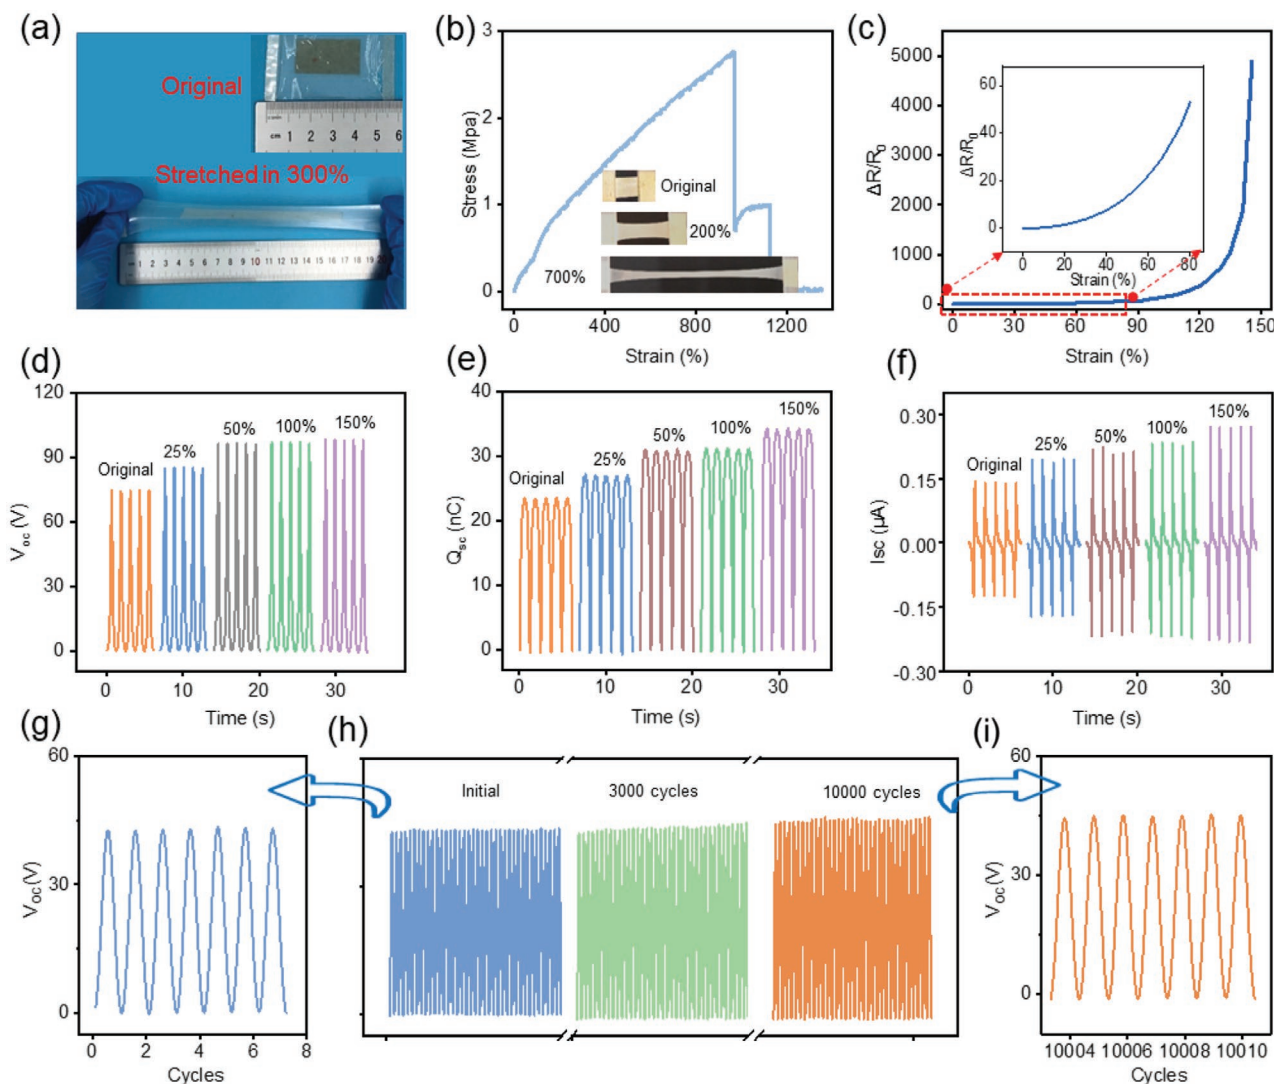 (a)
Original
cm 1 2 3 4 5 6
Stretched in 300%
1 2 3 4 5 6 7 8 9 10 11 12 13 14 15 16 17 18 19
(b)
Stress (Mpa)
3
2
1
0
Original
200%
700%
0 400 800 1200
Strain (%)
(c)
ΔR/R0
5000
4000
3000
2000
1000
0
ΔR/R0
60
40
20
0
0 20 40 60 80
Strain (%)
0 30 60 90 120 150
Strain (%)
(d)
Voc (V)
120
90
60
30
0
Original
25%
50%
100%
150%
0 10 20 30
Time (s)
(e)
Qsc (nC)
40
30
20
10
0
Original
25%
50%
100%
150%
0 10 20 30
Time (s)
(f)
Isc (μA)
0.30
0.15
0.00
-0.15
-0.30
Original
25%
50%
100%
150%
0 10 20 30
Time (s)
(g)
Voc(V)
60
30
0
0 2 4 6 8
Cycles
(h)
Initial
3000 cycles
10000 cycles
(i)
Voc(V)
60
30
0
10004 10006 10008 10010
Cycles